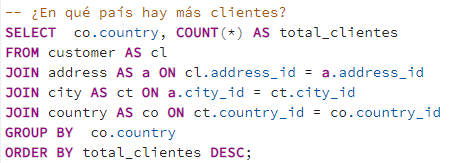 -- ¿En qué país hay más clientes?
SELECT  co.country, COUNT(*) AS total_clientes
FROM customer AS cl
JOIN address AS a ON cl.address_id = a.address_id
JOIN city AS ct ON a.city_id = ct.city_id
JOIN country AS co ON ct.country_id = co.country_id
GROUP BY  co.country
ORDER BY total_clientes DESC;